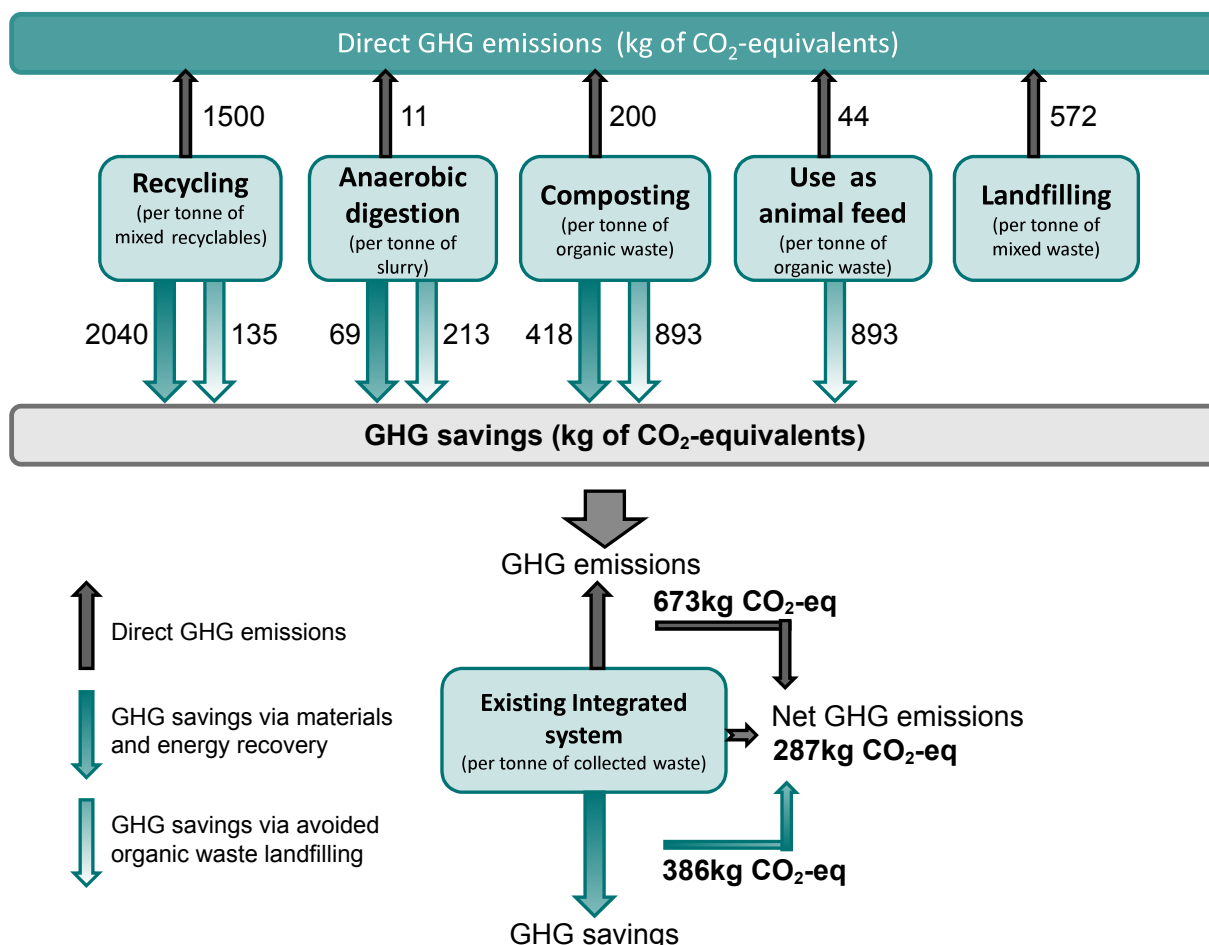 Direct GHG emissions (kg of CO₂-equivalents)
1500
11
200
44
572
Recycling
(per tonne of
mixed recyclables)
Anaerobic
digestion
(per tonne of
slurry)
Composting
(per tonne of
organic waste)
Use as
animal feed
(per tonne of
organic waste)
Landfilling
(per tonne of
mixed waste)
2040
135
69
213
418
893
893
GHG savings (kg of CO₂-equivalents)
GHG emissions
673kg CO₂-eq
Direct GHG emissions
GHG savings via materials
and energy recovery
GHG savings via avoided
organic waste landfilling
Existing Integrated
system
(per tonne of collected waste)
Net GHG emissions
287kg CO₂-eq
386kg CO₂-eq
GHG savings